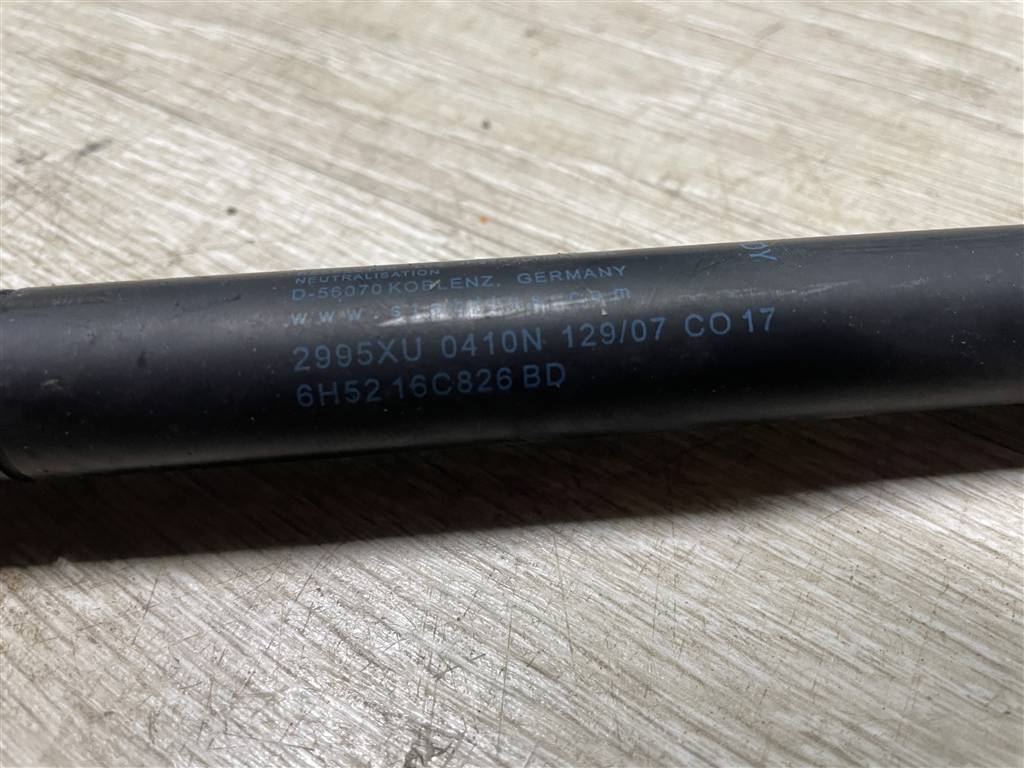 NEUTRALISATION
D-56070 KOBLENZ, GERMANY
2995XU 0410N 129/07 CO 17
6H52 16C826 BD